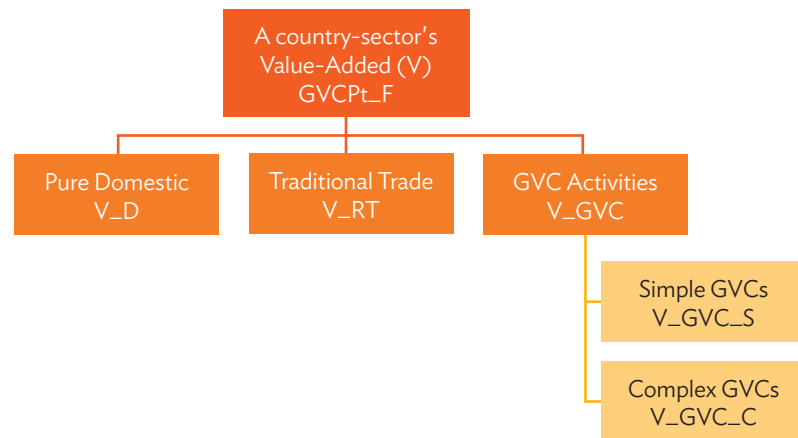 A country-sector's
Value-Added (V)
GVCPt_F
Pure Domestic
V_D
Traditional Trade
V_RT
GVC Activities
V_GVC
Simple GVCs
V_GVC_S
Complex GVCs
V_GVC_C